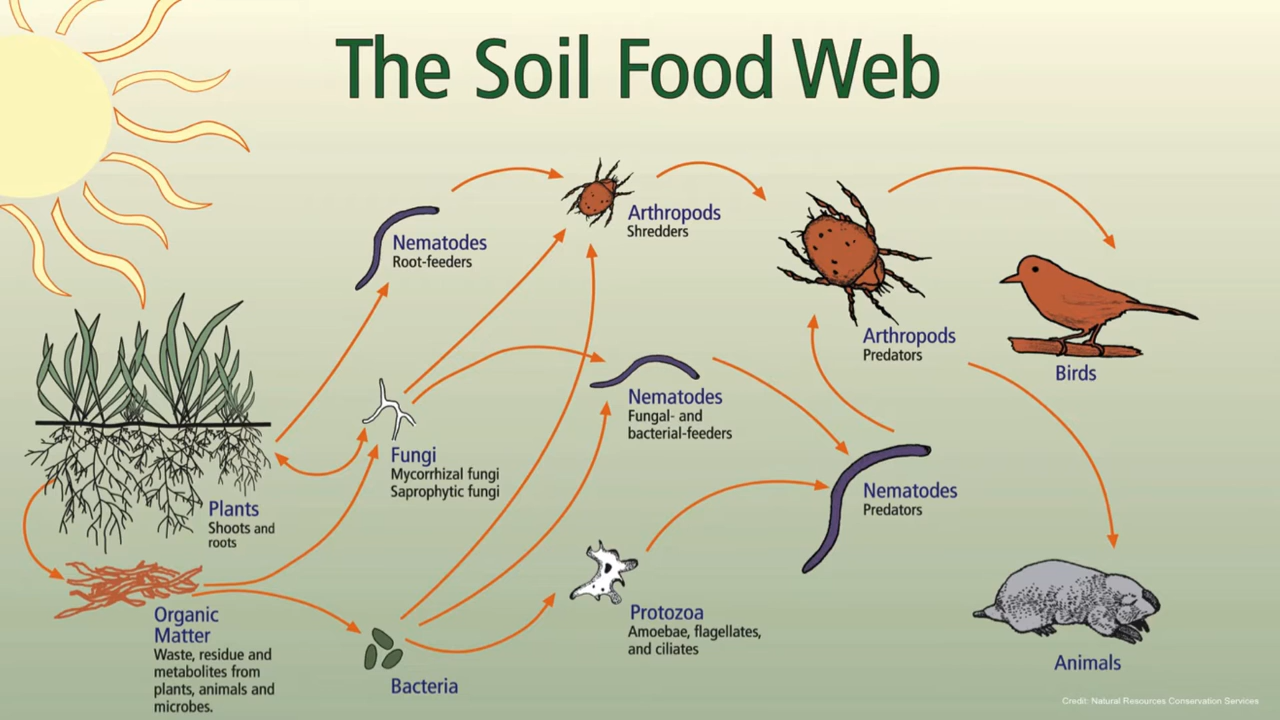 The Soil Food Web
Arthropods
Shredders
Nematodes
Root-feeders
Arthropods
Predators
Birds
Nematodes
Fungal- and
bacterial-feeders
Fungi
Mycorrhizal fungi
Saprophytic fungi
Nematodes
Predators
Plants
Shoots and
roots
Organic
Matter
Waste, residue and
metabolites from
plants, animals and
microbes.
Bacteria
Protozoa
Amoebae, flagellates,
and ciliates
Animals
Credit: Natural Resources Conservation Services